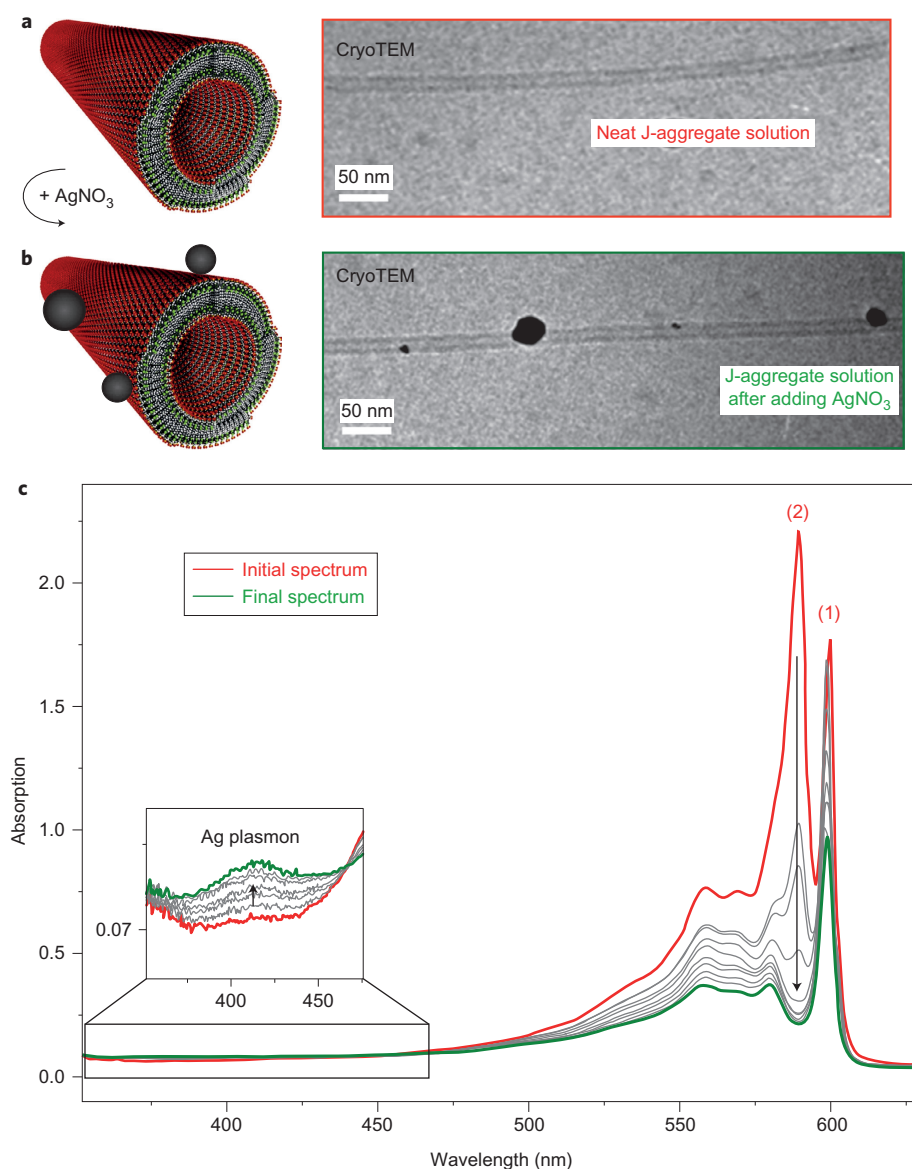 a
CryoTEM
Neat J-aggregate solution
50 nm
+ AgNO3
b
CryoTEM
J-aggregate solution
after adding AgNO3
50 nm
c
(2)
(1)
Initial spectrum
Final spectrum
2.0
1.5
1.0
0.5
0.0
Absorption
Ag plasmon
0.07
400
450
400
450
500
550
600
Wavelength (nm)